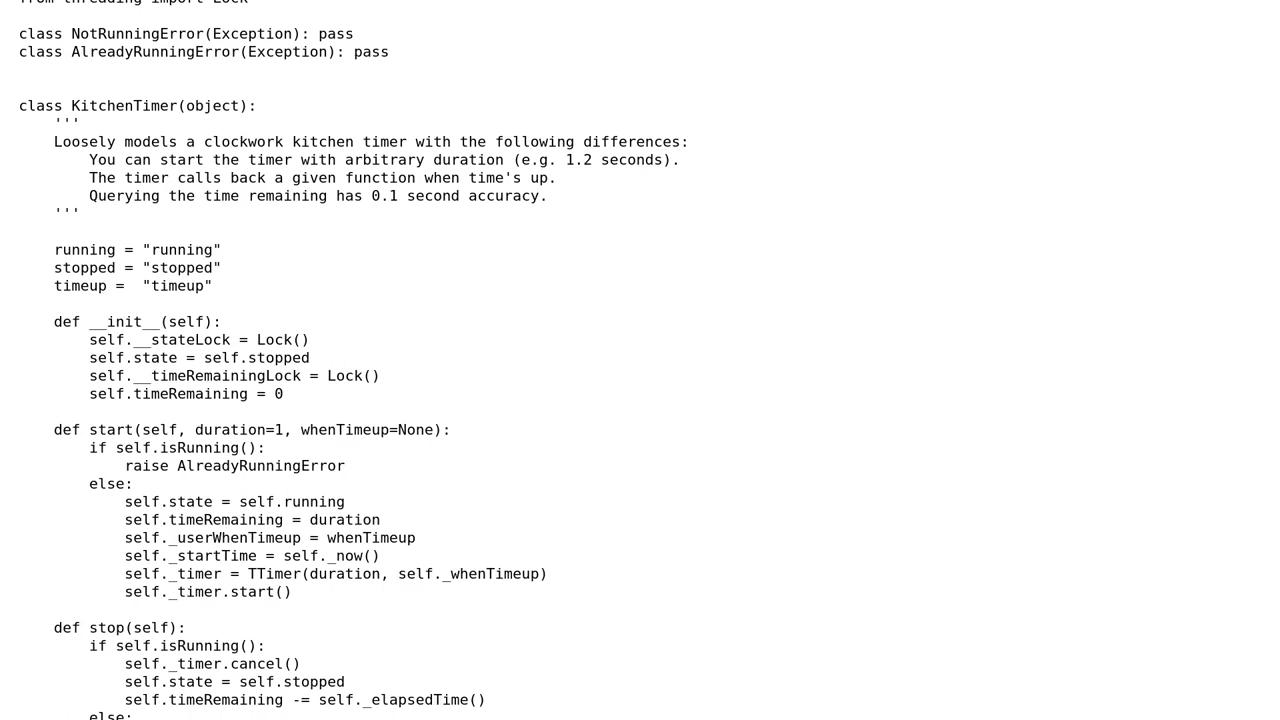 from threading import Lock
class NotRunningError(Exception): pass
class AlreadyRunningError(Exception): pass
class KitchenTimer(object):
    '''
    Loosely models a clockwork kitchen timer with the following differences:
        You can start the timer with arbitrary duration (e.g. 1.2 seconds).
        The timer calls back a given function when time's up.
        Querying the time remaining has 0.1 second accuracy.
    '''
    running = "running"
    stopped = "stopped"
    timeup =  "timeup"
    def __init__(self):
        self.__stateLock = Lock()
        self.state = self.stopped
        self.__timeRemainingLock = Lock()
        self.timeRemaining = 0
    def start(self, duration=1, whenTimeup=None):
        if self.isRunning():
            raise AlreadyRunningError
        else:
            self.state = self.running
            self.timeRemaining = duration
            self._userWhenTimeup = whenTimeup
            self._startTime = self._now()
            self._timer = TTimer(duration, self._whenTimeup)
            self._timer.start()
    def stop(self):
        if self.isRunning():
            self._timer.cancel()
            self.state = self.stopped
            self.timeRemaining -= self._elapsedTime()
        else: